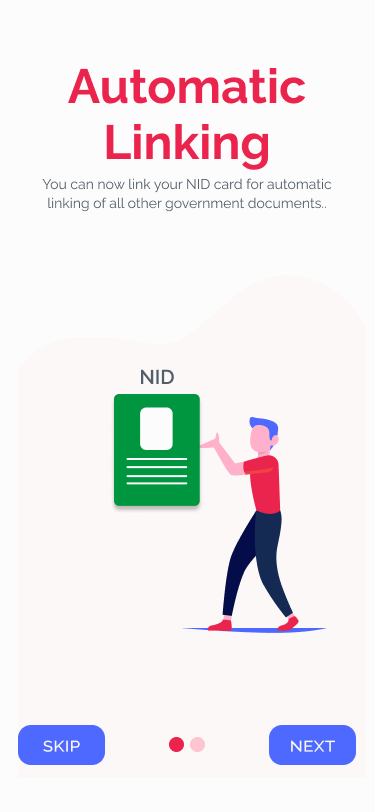 Automatic
Linking
You can now link your NID card for automatic
linking of all other government documents..
NID
SKIP
NEXT